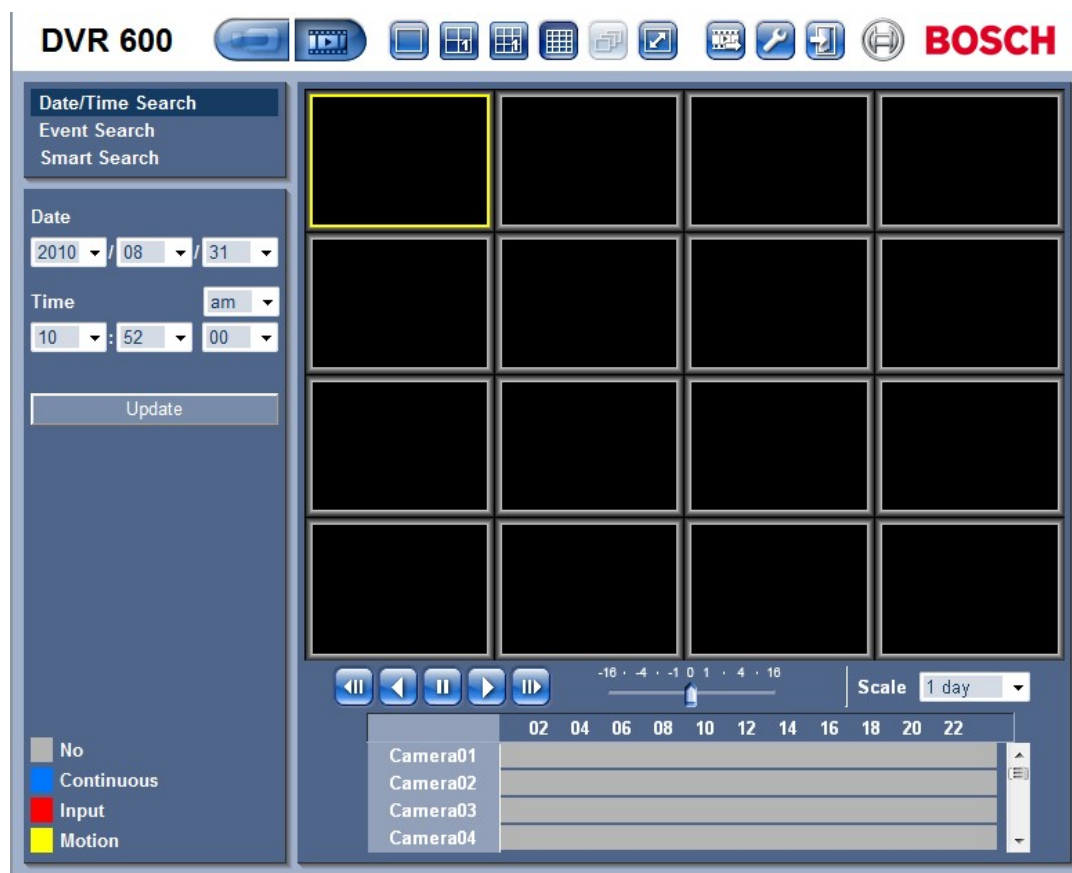 DVR 600
1
1
BOSCH
Date/Time Search
Event Search
Smart Search
Date
2010 / 08 / 31
Time am
10 : 52 00
Update
-16 · -4 · -1 0 1 · 4 · 16
Scale 1 day
02 04 06 08 10 12 14 16 18 20 22
Camera01
Camera02
Camera03
Camera04
No
Continuous
Input
Motion